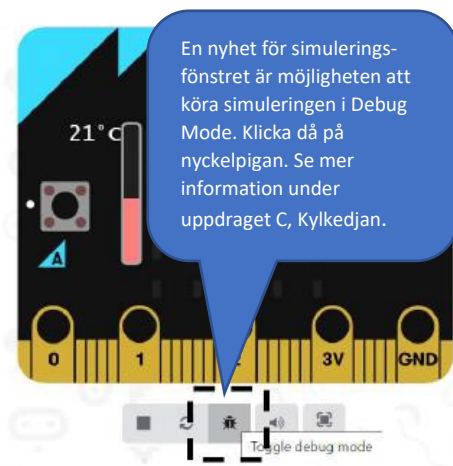 En nyhet för simulerings-
fönstret är möjligheten att
köra simuleringen i Debug
Mode. Klicka då på
nyckelpigan. Se mer
information under
uppdraget C, Kylkedjan.
21°C
A
0 1 3V GND
Toggle debug mode